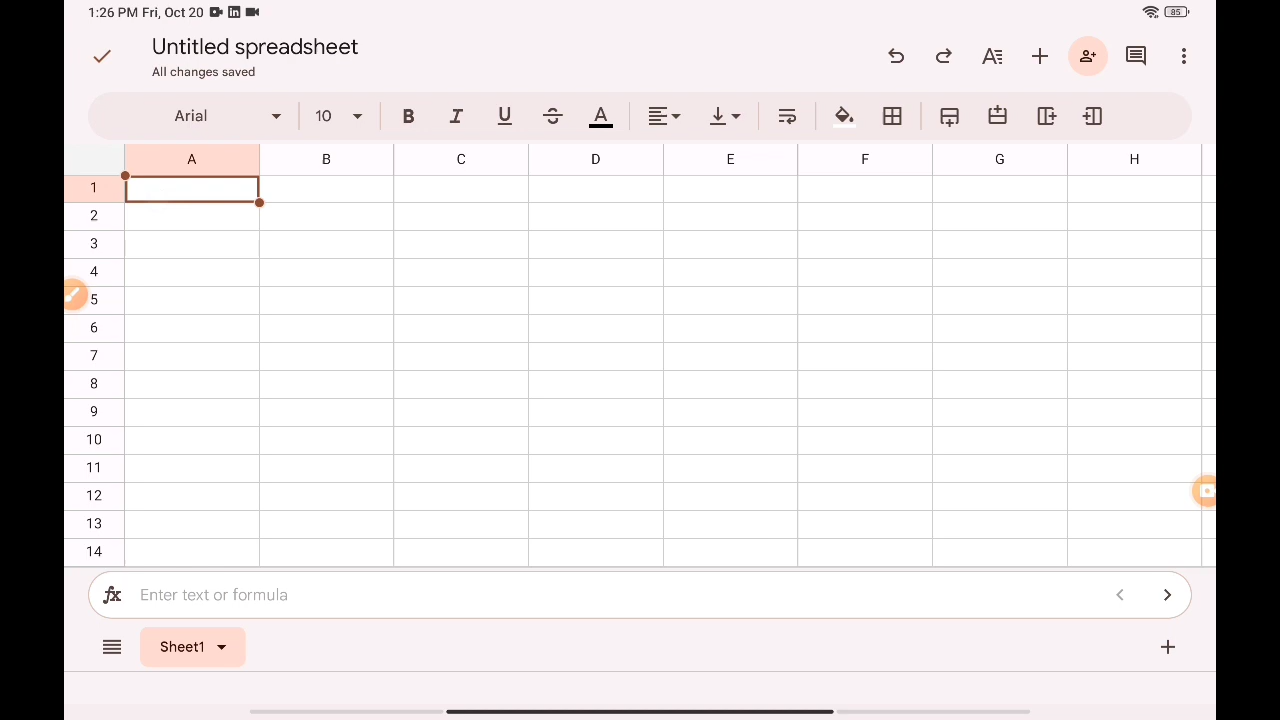 1:26 PM Fri, Oct 20
85
Untitled spreadsheet
All changes saved
Arial 10 B I U S A
A B C D E F G H
1
2
3
4
5
6
7
8
9
10
11
12
13
14
fx Enter text or formula
Sheet1